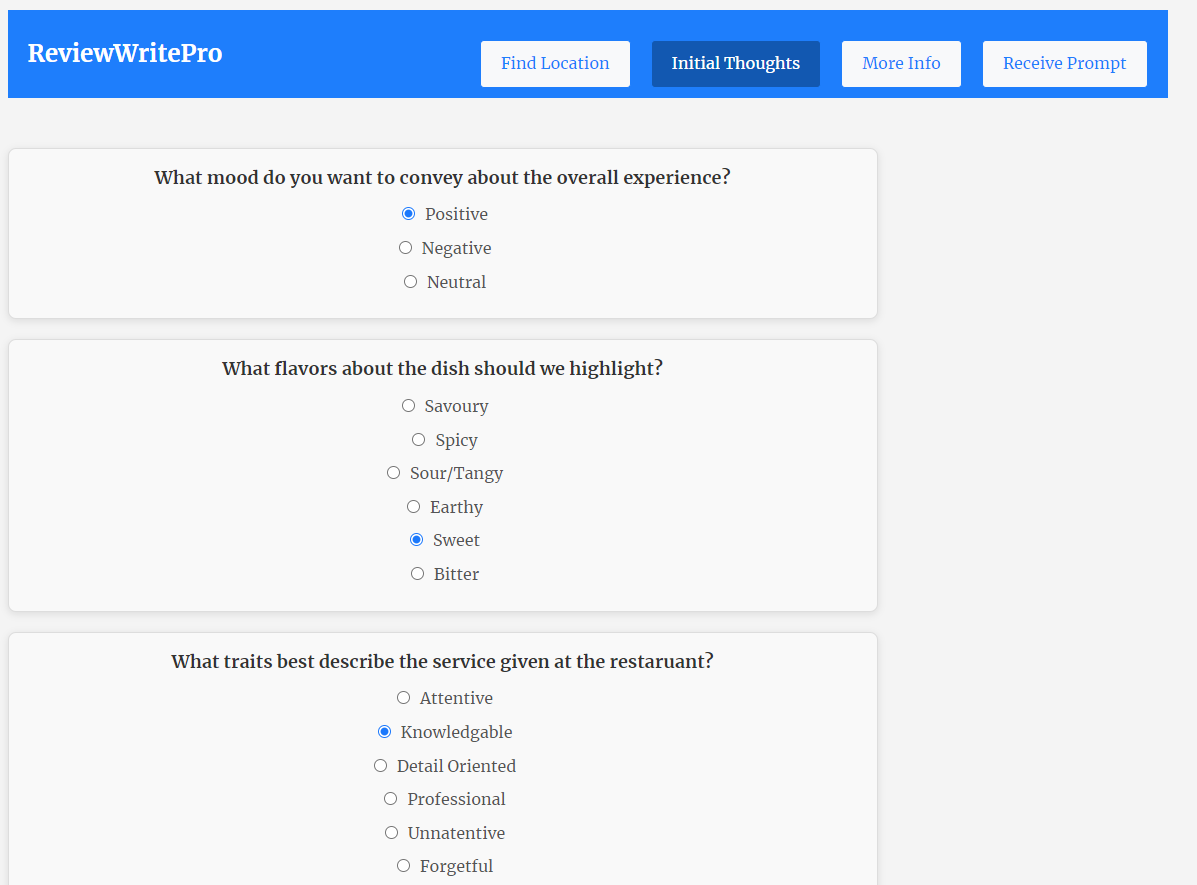 ReviewWritePro
Find Location
Initial Thoughts
More Info
Receive Prompt
What mood do you want to convey about the overall experience?
Positive
Negative
Neutral
What flavors about the dish should we highlight?
Savoury
Spicy
Sour/Tangy
Earthy
Sweet
Bitter
What traits best describe the service given at the restaruant?
Attentive
Knowledgable
Detail Oriented
Professional
Unnatentive
Forgetful